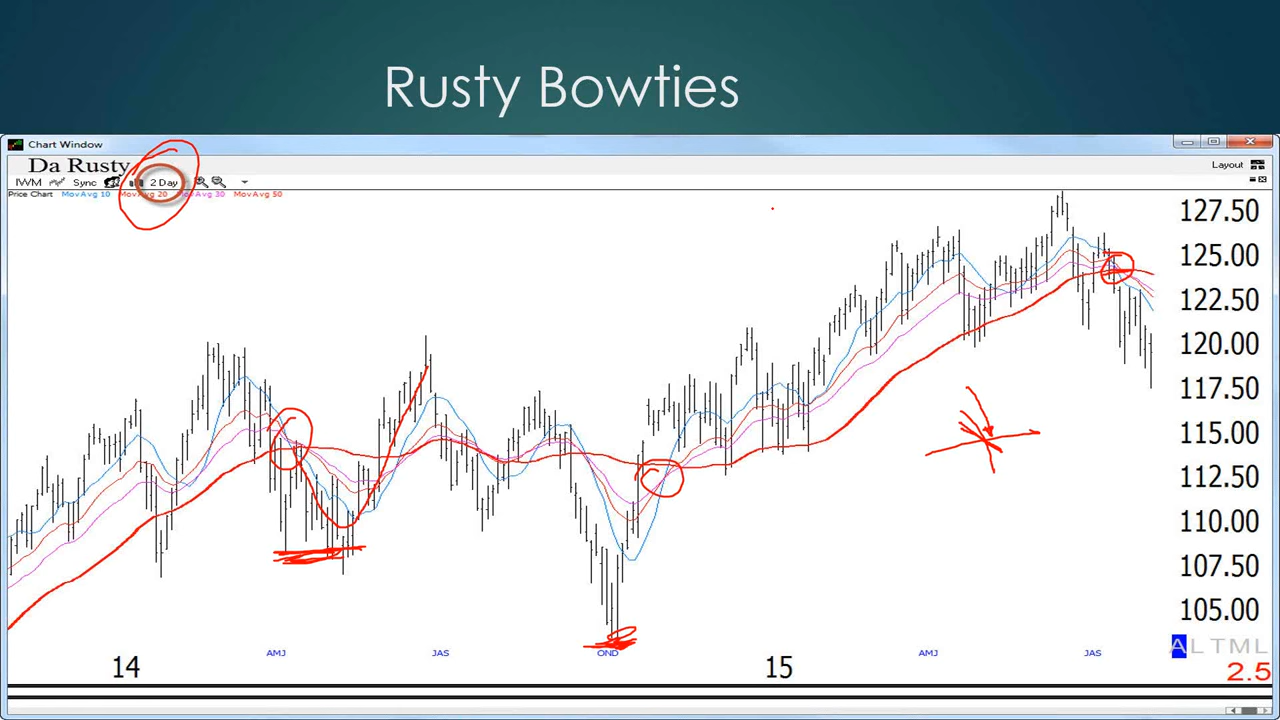 Rusty Bowties
Chart Window
Da Rusty
Layout
IWM Sync 2 Day
Price Chart MovAvg 10 MovAvg 20 MovAvg 30 MovAvg 50
127.50
125.00
122.50
120.00
117.50
115.00
112.50
110.00
107.50
105.00
AMJ JAS OND AMJ JAS
ALTML
14 15
2.5